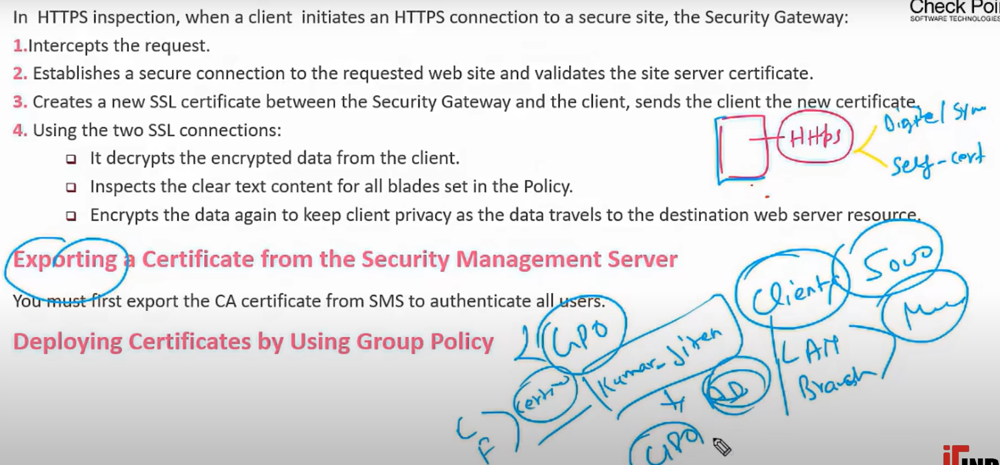 Check Poi
SOFTWARE TECHNOLOGIES
In HTTPS inspection, when a client initiates an HTTPS connection to a secure site, the Security Gateway:
1.Intercepts the request.
2. Establishes a secure connection to the requested web site and validates the site server certificate.
3. Creates a new SSL certificate between the Security Gateway and the client, sends the client the new certificate.
4. Using the two SSL connections:
It decrypts the encrypted data from the client.
Inspects the clear text content for all blades set in the Policy.
Encrypts the data again to keep client privacy as the data travels to the destination web server resource.
HTTPS
Self-cert
Exporting a Certificate from the Security Management Server
You must first export the CA certificate from SMS to authenticate all users.
Client
5000
Deploying Certificates by Using Group Policy
GPO
Kumar_Jiten
LAN
Branch
AD
GPO
C
F